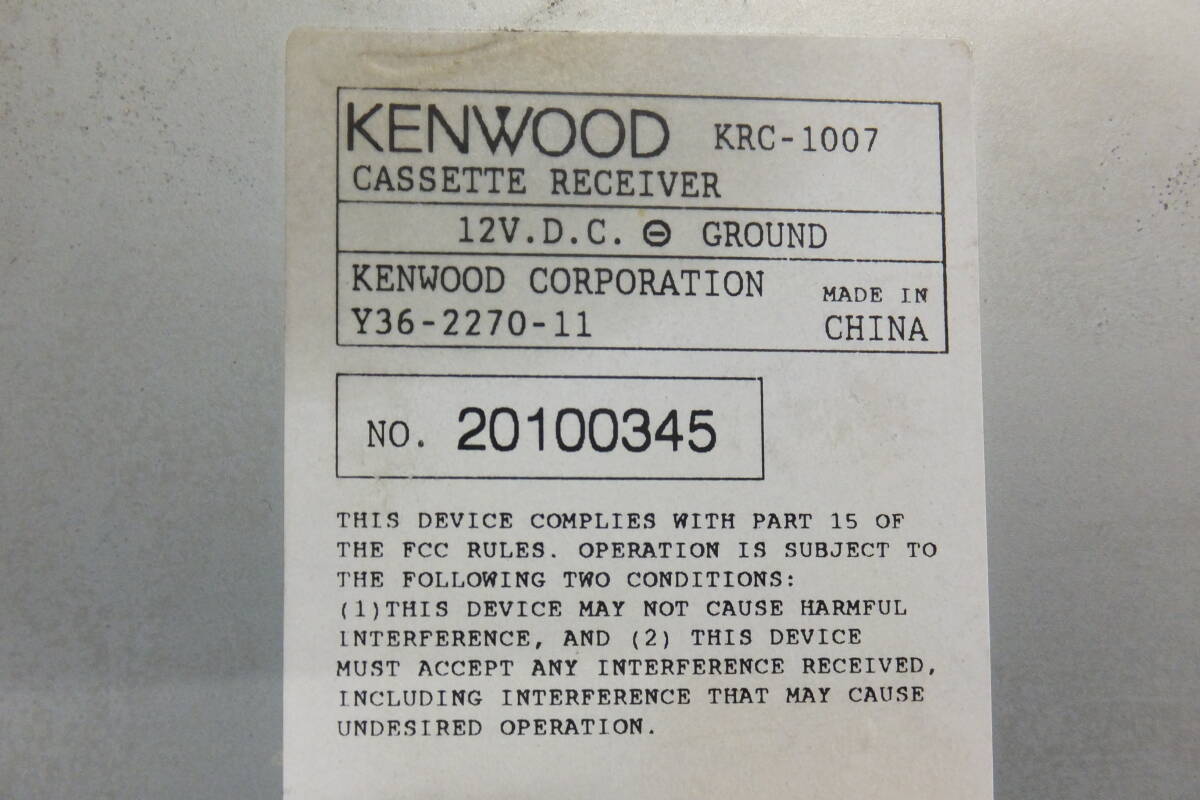 KENWOOD KRC-1007
CASSETTE RECEIVER
12V.D.C. ⊖ GROUND
KENWOOD CORPORATION
Y36-2270-11
MADE IN
CHINA
NO. 20100345
THIS DEVICE COMPLIES WITH PART 15 OF
THE FCC RULES. OPERATION IS SUBJECT TO
THE FOLLOWING TWO CONDITIONS:
(1)THIS DEVICE MAY NOT CAUSE HARMFUL
INTERFERENCE, AND (2) THIS DEVICE
MUST ACCEPT ANY INTERFERENCE RECEIVED,
INCLUDING INTERFERENCE THAT MAY CAUSE
UNDESIRED OPERATION.